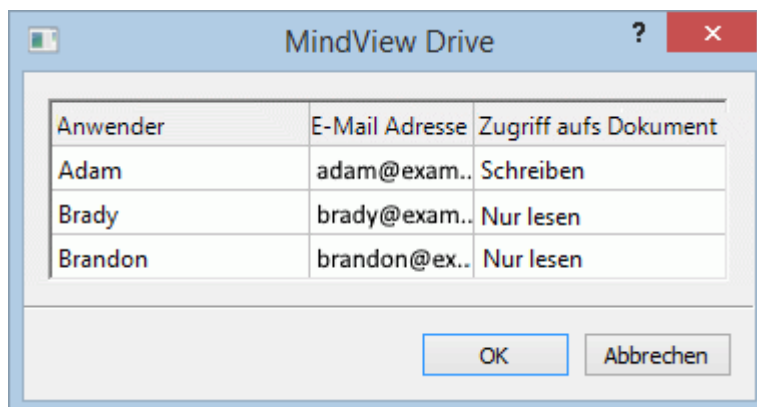 MindView Drive ? ×
Anwender E-Mail Adresse Zugriff aufs Dokument
Adam adam@exam.. Schreiben
Brady brady@exam.. Nur lesen
Brandon brandon@ex.. Nur lesen
OK Abbrechen